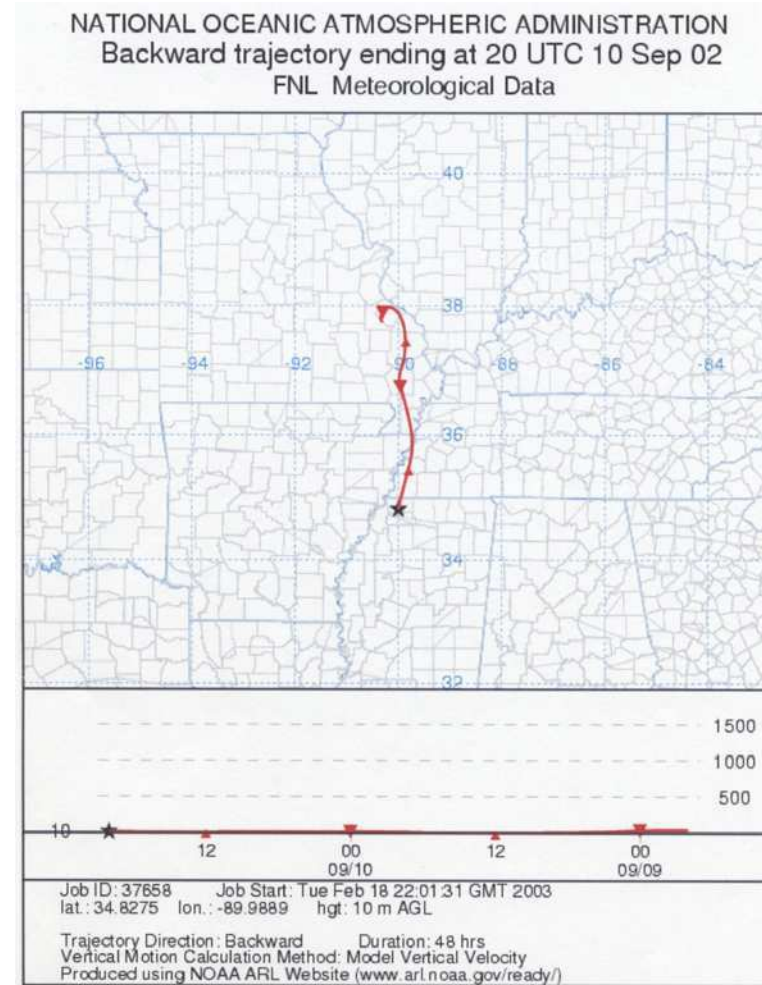 NATIONAL OCEANIC ATMOSPHERIC ADMINISTRATION
Backward trajectory ending at 20 UTC 10 Sep 02
FNL Meteorological Data
40
38
-96 -94 -92 -90 -88 -86 -84
36
34
32
1500
1000
500
10
12 00 12 00
09/10 09/09
Job ID: 37658 Job Start: Tue Feb 18 22:01:31 GMT 2003
lat.: 34.8275 lon.: -89.9889 hgt: 10 m AGL
Trajectory Direction: Backward Duration: 48 hrs
Vertical Motion Calculation Method: Model Vertical Velocity
Produced using NOAA ARL Website (www.arl.noaa.gov/ready/)